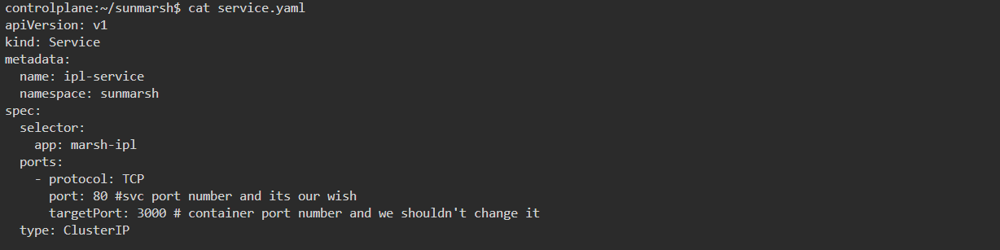 controlplane:~/sunmarsh$ cat service.yaml
apiVersion: v1
kind: Service
metadata:
  name: ipl-service
  namespace: sunmarsh
spec:
  selector:
    app: marsh-ipl
  ports:
    - protocol: TCP
      port: 80 #svc port number and its our wish
      targetPort: 3000 # container port number and we shouldn't change it
  type: ClusterIP